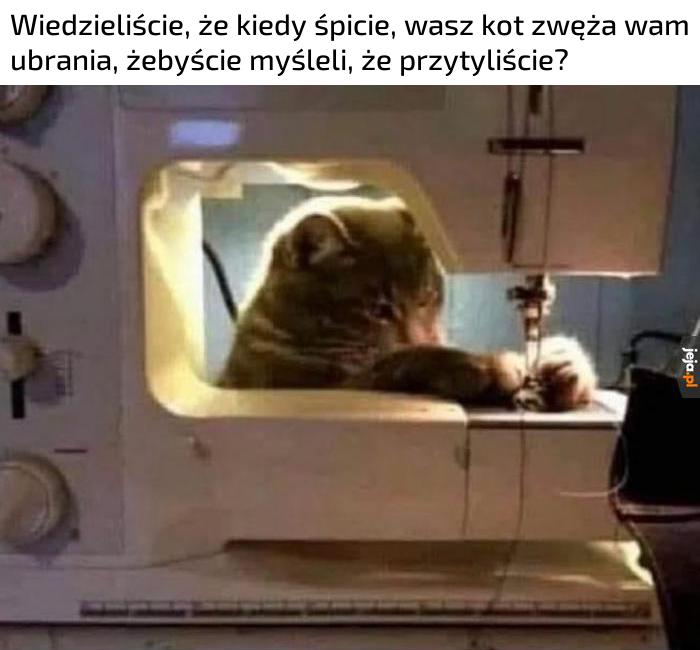 Wiedzieliście, że kiedy śpicie, wasz kot zwęża wam
ubrania, żebyście myśleli, że przytyliście?
jeja.pl